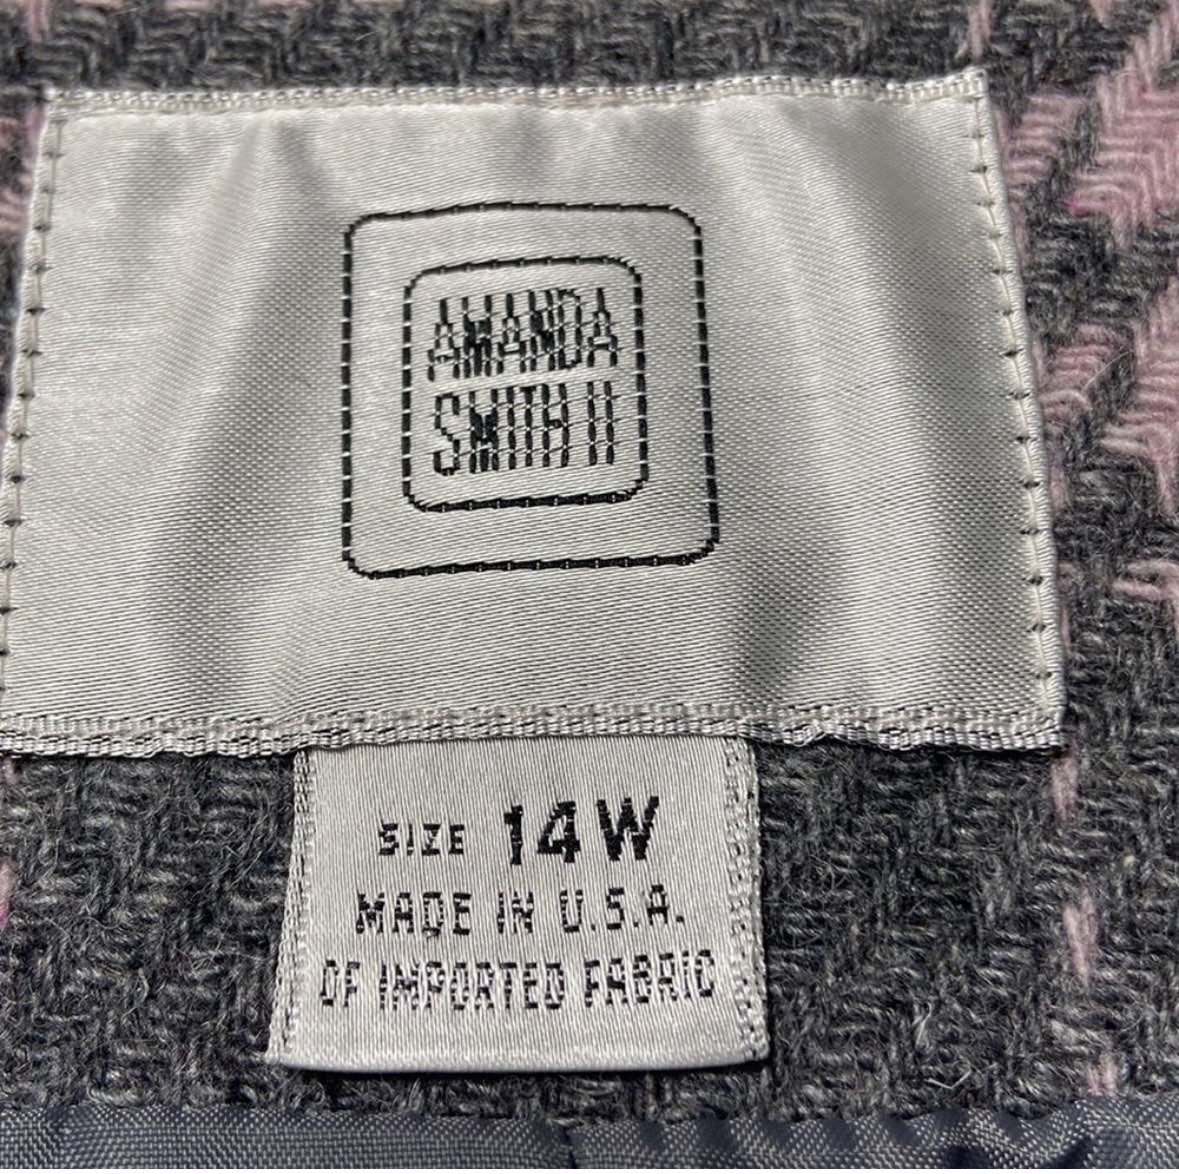 AMANDA
SMITH II
SIZE 14W
MADE IN U.S.A.
OF IMPORTED FABRIC